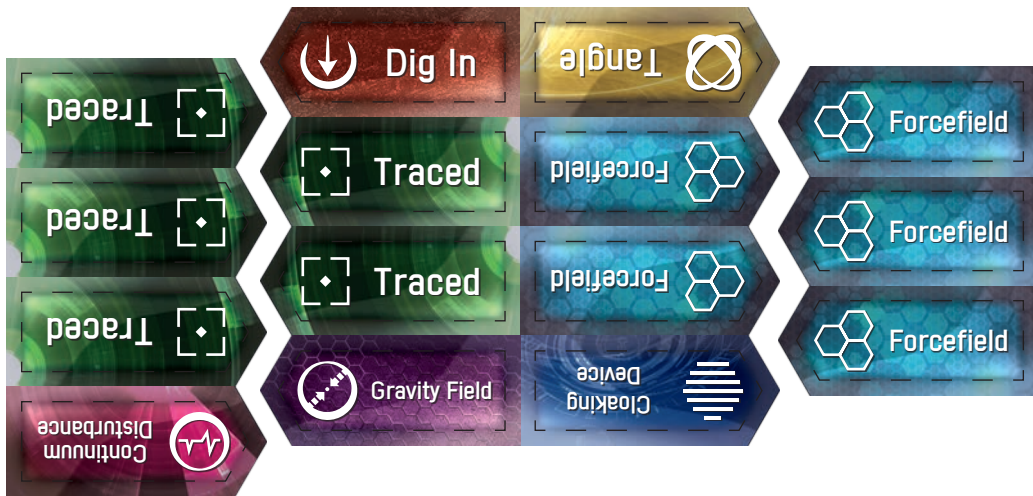 Traced
Traced
Traced
Continuum
Disturbance
Dig In
Traced
Traced
Gravity Field
Tangle
Forcefield
Forcefield
Cloaking
Device
Forcefield
Forcefield
Forcefield